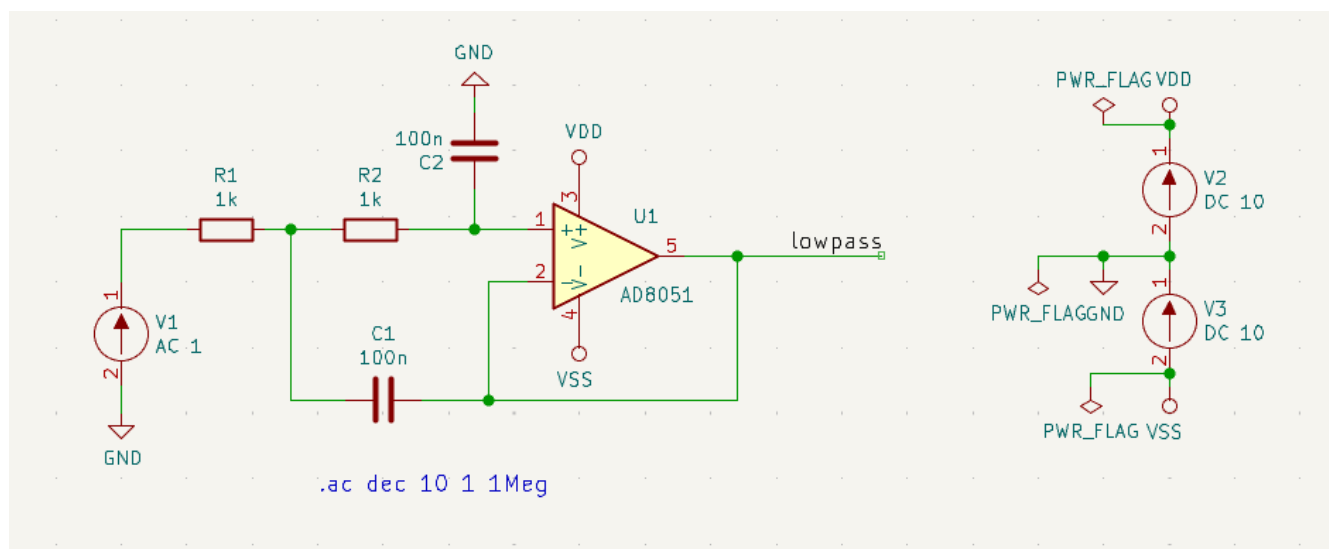 GND
PWR_FLAG VDD
100n
C2
VDD
R1
1k
R2
1k
3
1
V2
DC 10
2
1
+
V+
U1
5
lowpass
2
-
V-
AD8051
4
VSS
PWR_FLAG GND
1
V3
DC 10
2
PWR_FLAG VSS
1
V1
AC 1
2
GND
C1
100n
.ac dec 10 1 1Meg